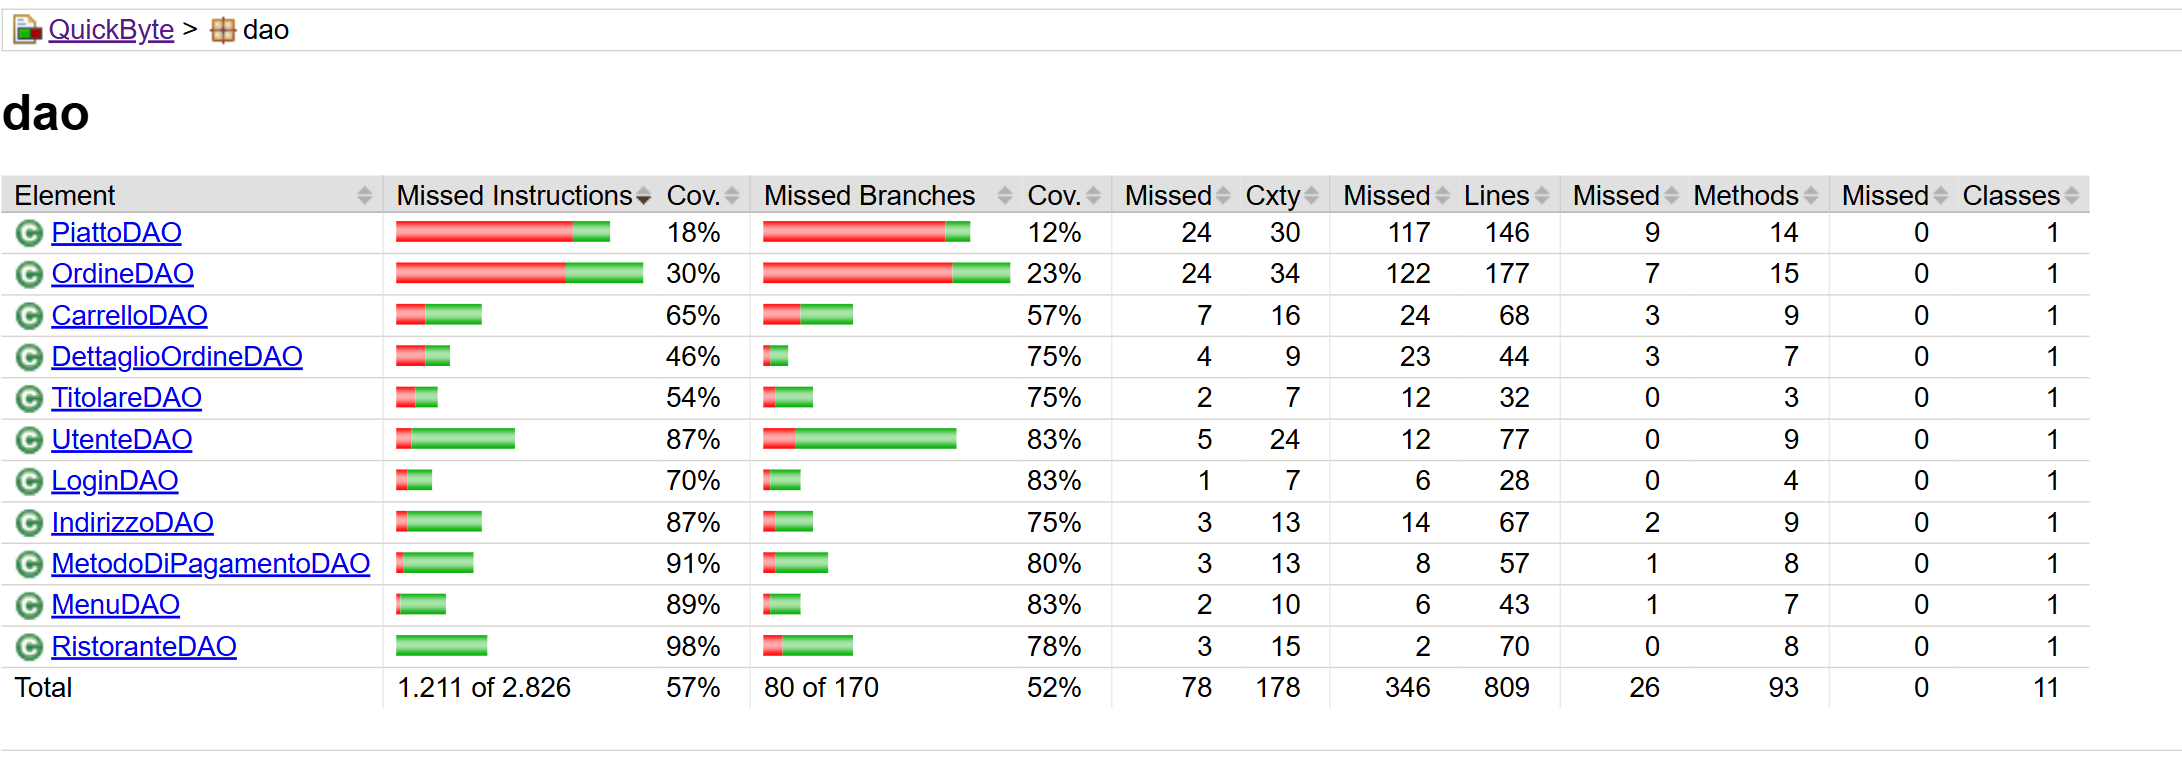 QuickByte > dao
dao
Element Missed Instructions Cov. Missed Branches Cov. Missed Cxty Missed Lines Missed Methods Missed Classes
PiattoDAO 18% 12% 24 30 117 146 9 14 0 1
OrdineDAO 30% 23% 24 34 122 177 7 15 0 1
CarrelloDAO 65% 57% 7 16 24 68 3 9 0 1
DettaglioOrdineDAO 46% 75% 4 9 23 44 3 7 0 1
TitolareDAO 54% 75% 2 7 12 32 0 3 0 1
UtenteDAO 87% 83% 5 24 12 77 0 9 0 1
LoginDAO 70% 83% 1 7 6 28 0 4 0 1
IndirizzoDAO 87% 75% 3 13 14 67 2 9 0 1
MetodoDiPagamentoDAO 91% 80% 3 13 8 57 1 8 0 1
MenuDAO 89% 83% 2 10 6 43 1 7 0 1
RistoranteDAO 98% 78% 3 15 2 70 0 8 0 1
Total 1.211 of 2.826 57% 80 of 170 52% 78 178 346 809 26 93 0 11